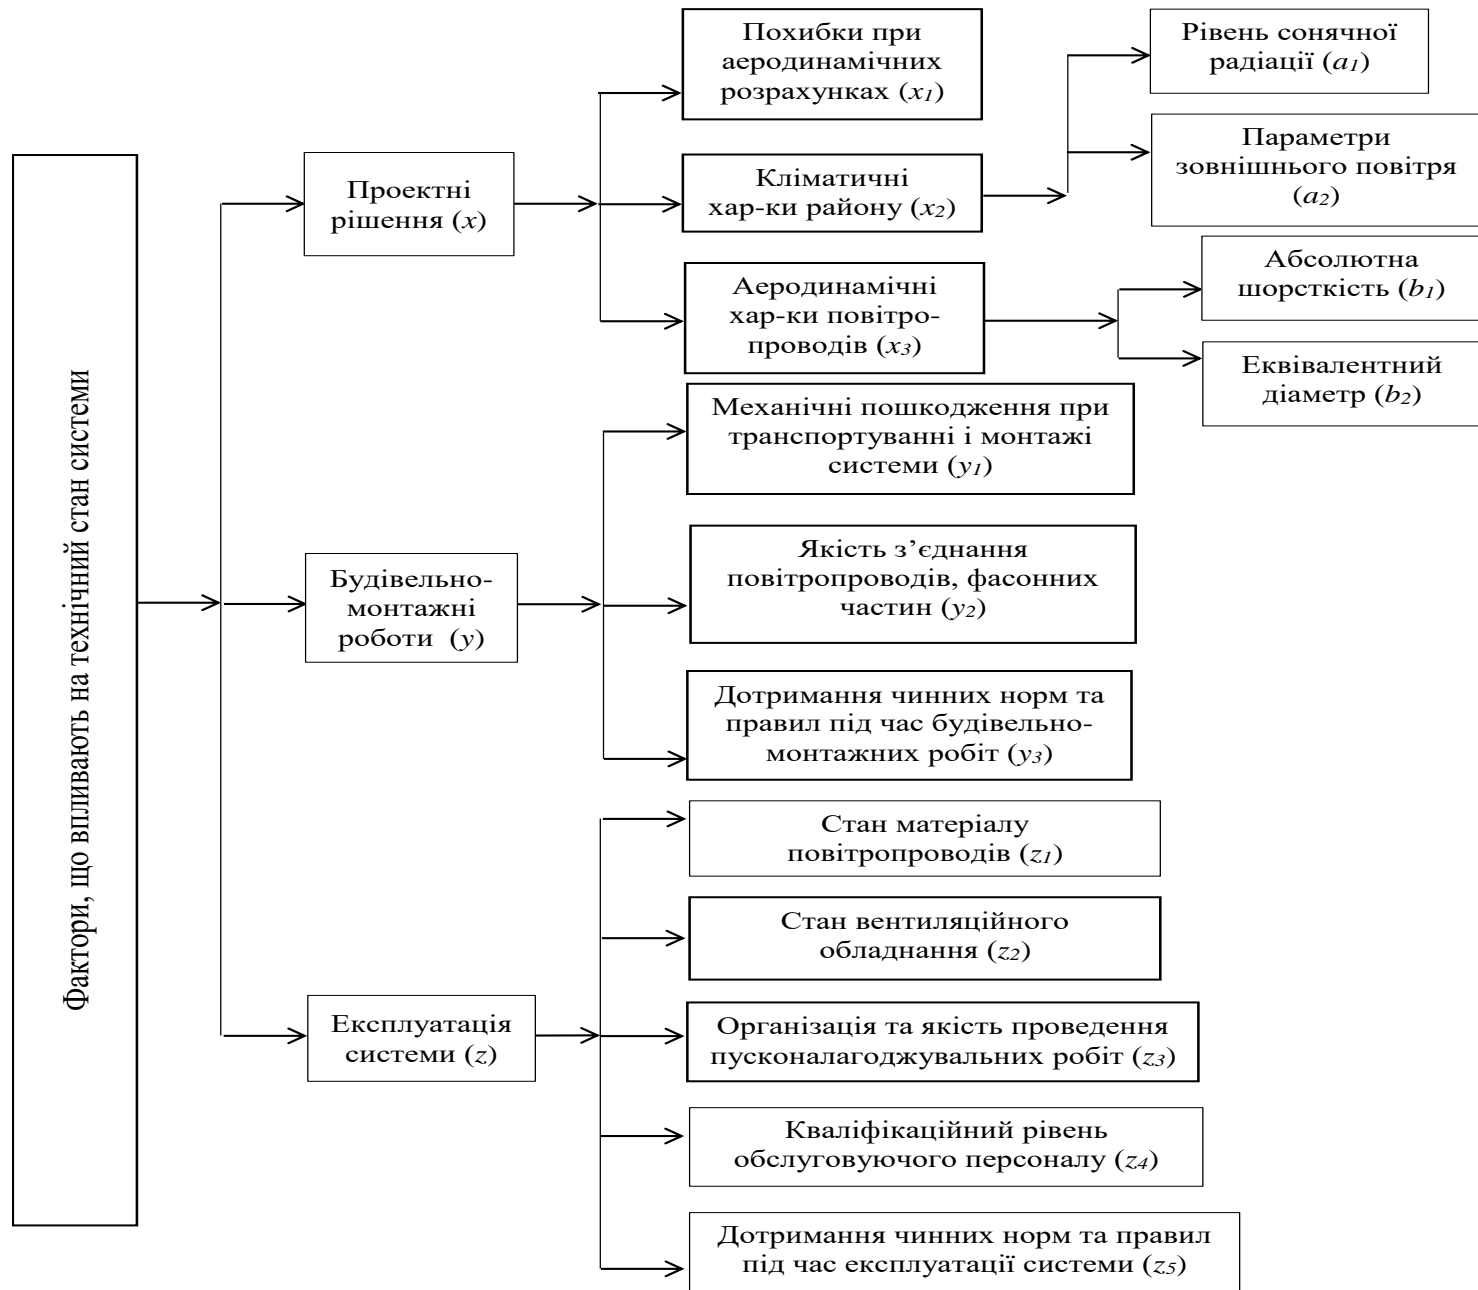 Фактори, що впливають на технічний стан системи
Проектні
рішення (x)
Похибки при
аеродинамічних
розрахунках (x₁)
Кліматичні
хар-ки району (x₂)
Рівень сонячної
радіації (a₁)
Параметри
зовнішнього повітря
(a₂)
Аеродинамічні
хар-ки повітро-
проводів (x₃)
Абсолютна
шорсткість (b₁)
Еквівалентний
діаметр (b₂)
Будівельно-
монтажні
роботи (y)
Механічні пошкодження при
транспортуванні і монтажі
системи (y₁)
Якість з’єднання
повітропроводів, фасонних
частин (y₂)
Дотримання чинних норм та
правил під час будівельно-
монтажних робіт (y₃)
Експлуатація
системи (z)
Стан матеріалу
повітропроводів (z₁)
Стан вентиляційного
обладнання (z₂)
Організація та якість проведення
пусконалагоджувальних робіт (z₃)
Кваліфікаційний рівень
обслуговуючого персоналу (z₄)
Дотримання чинних норм та правил
під час експлуатації системи (z₅)